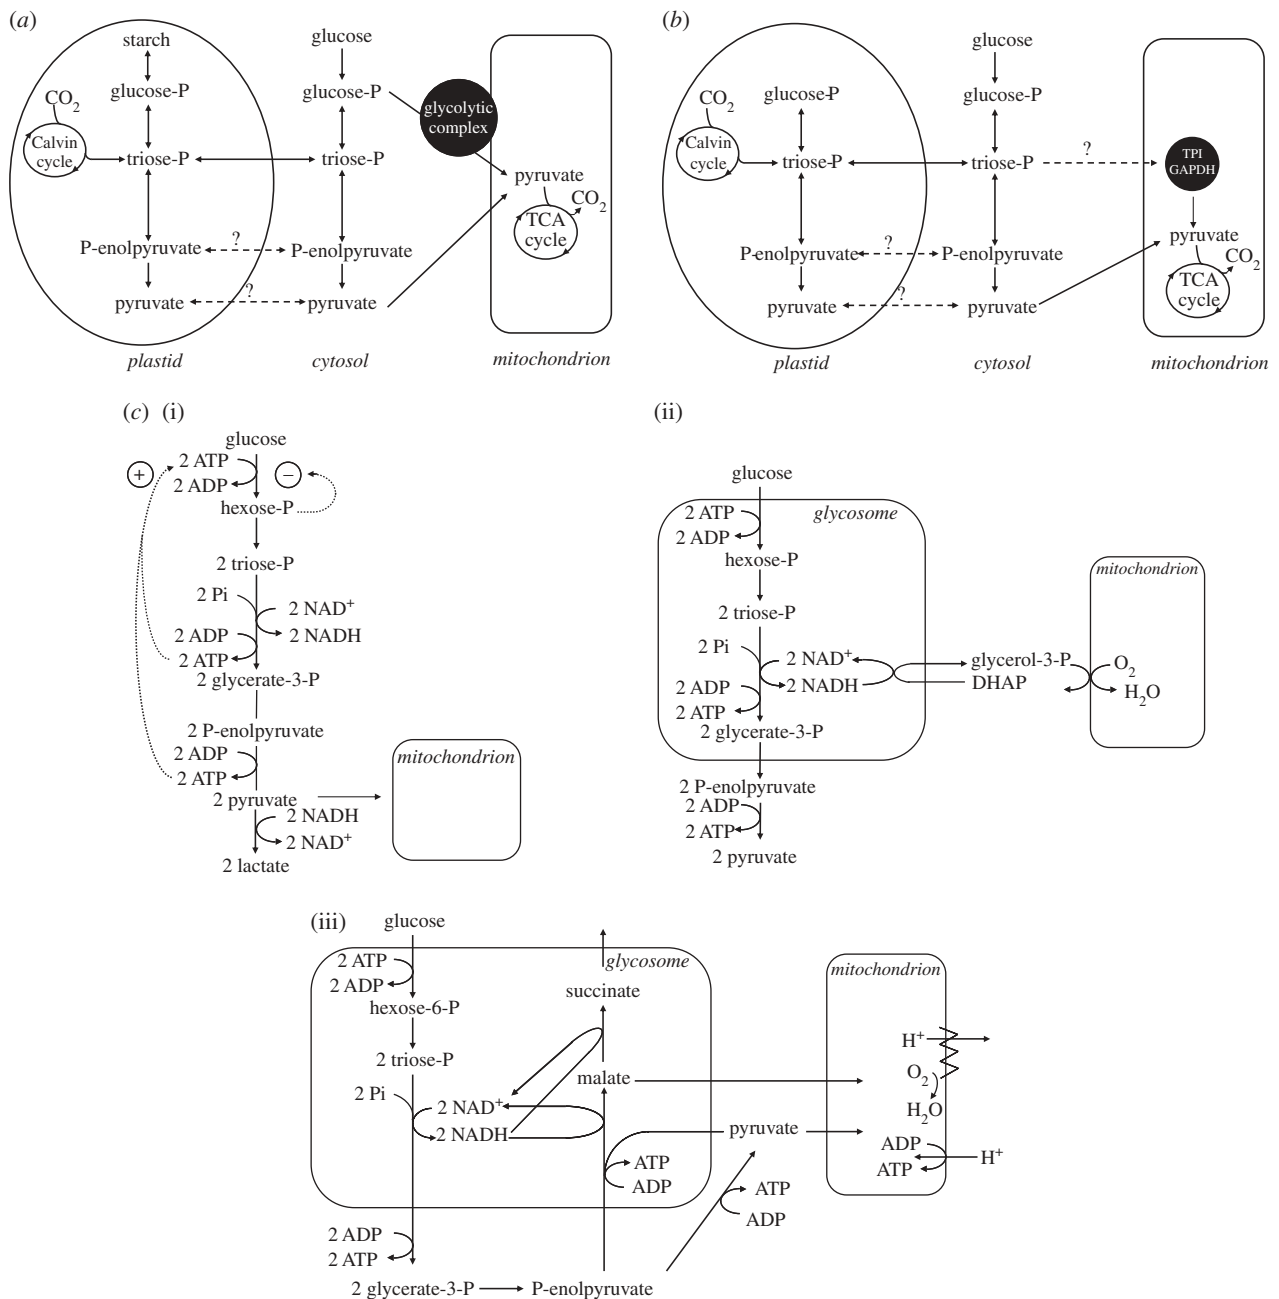 (a)
starch
glucose-P
CO2
Calvin
cycle
triose-P
P-enolpyruvate
pyruvate
plastid
glucose
glucose-P
triose-P
?
P-enolpyruvate
?
pyruvate
cytosol
glycolytic
complex
pyruvate
CO2
TCA
cycle
mitochondrion
(b)
glucose-P
CO2
Calvin
cycle
triose-P
P-enolpyruvate
pyruvate
plastid
glucose
glucose-P
triose-P
?
?
P-enolpyruvate
?
pyruvate
cytosol
TPI
GAPDH
pyruvate
CO2
TCA
cycle
mitochondrion
(c) (i)
glucose
+
2 ATP
−
2 ADP
hexose-P
2 triose-P
2 Pi
2 NAD+
2 ADP
2 NADH
2 ATP
2 glycerate-3-P
2 P-enolpyruvate
2 ADP
2 ATP
2 pyruvate
2 NADH
2 NAD+
2 lactate
mitochondrion
(ii)
glucose
glycosome
2 ATP
2 ADP
hexose-P
2 triose-P
2 Pi
2 NAD+
2 NADH
2 ADP
2 ATP
2 glycerate-3-P
2 P-enolpyruvate
2 ADP
2 ATP
2 pyruvate
glycerol-3-P
DHAP
mitochondrion
O2
H2O
(iii)
glucose
glycosome
2 ATP
2 ADP
hexose-6-P
2 triose-P
2 Pi
2 NAD+
2 NADH
succinate
malate
ATP
ADP
2 ADP
2 ATP
2 glycerate-3-P
P-enolpyruvate
pyruvate
ATP
ADP
mitochondrion
H+
O2
H2O
ADP
ATP
H+